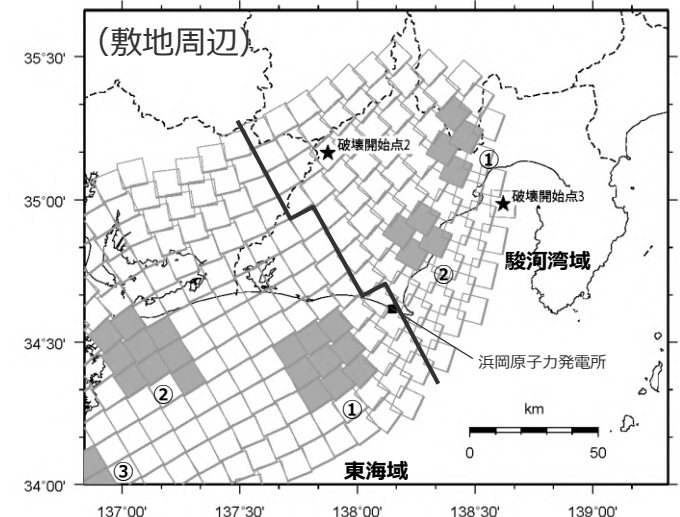 （敷地周辺）
35°30'
破壊開始点2
①
35°00'
破壊開始点3
②
駿河湾域
34°30'
浜岡原子力発電所
②
①
km
0 50
③
東海域
34°00'
137°00' 137°30' 138°00' 138°30' 139°00'